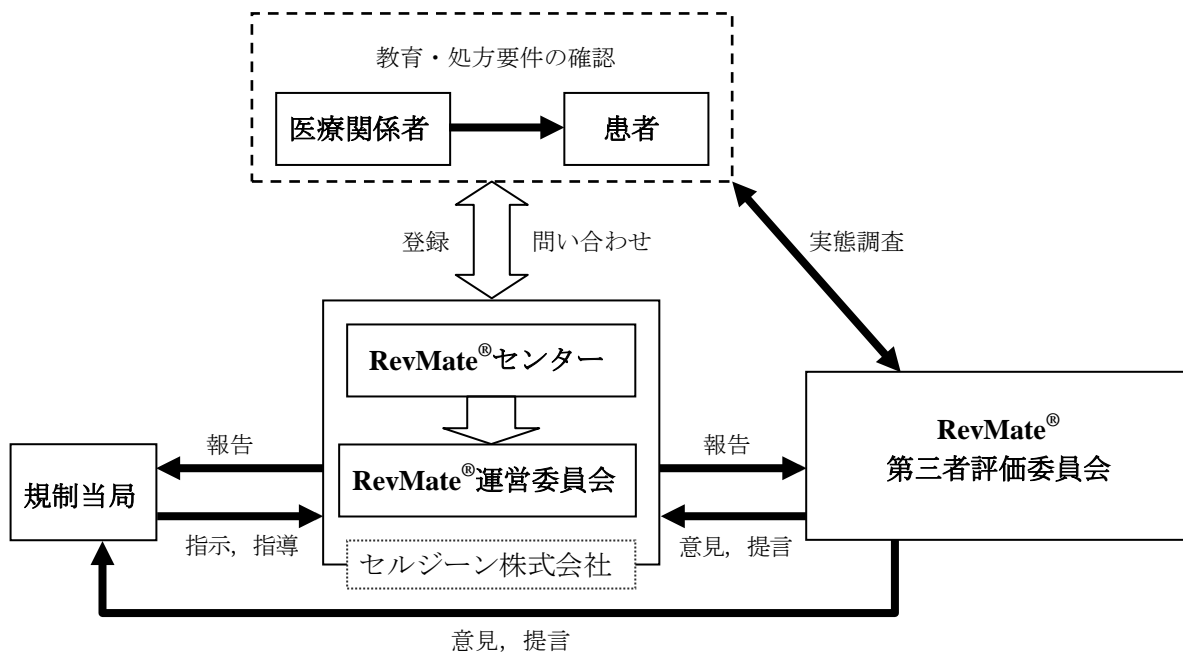 教育・処方要件の確認
医療関係者
患者
登録
問い合わせ
実態調査
RevMate®センター
RevMate®運営委員会
セルジーン株式会社
報告
規制当局
指示，指導
報告
意見，提言
RevMate®
第三者評価委員会
意見，提言